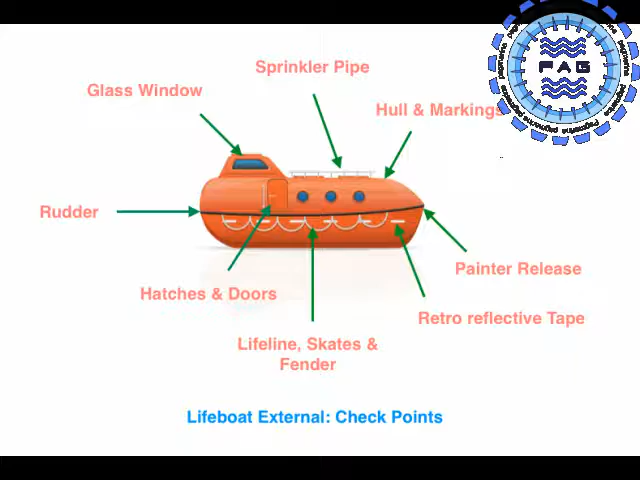 Sprinkler Pipe
Glass Window
Hull & Markings
FAG
Rudder
Painter Release
Hatches & Doors
Retro reflective Tape
Lifeline, Skates &
Fender
Lifeboat External: Check Points